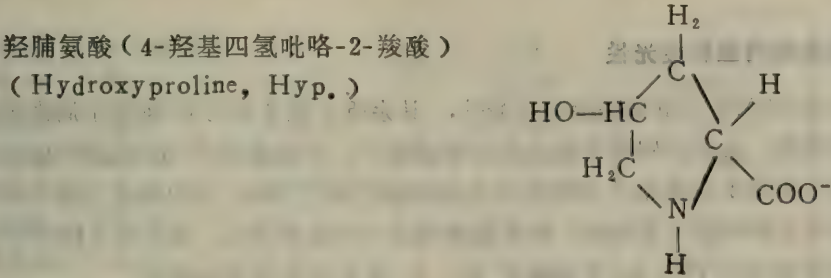 羟脯氨酸(4-羟基四氢吡咯-2-羧酸)
(Hydroxyproline, Hyp.)
H₂
C
H
HO—HC
C
H₂C
COO⁻
N
H